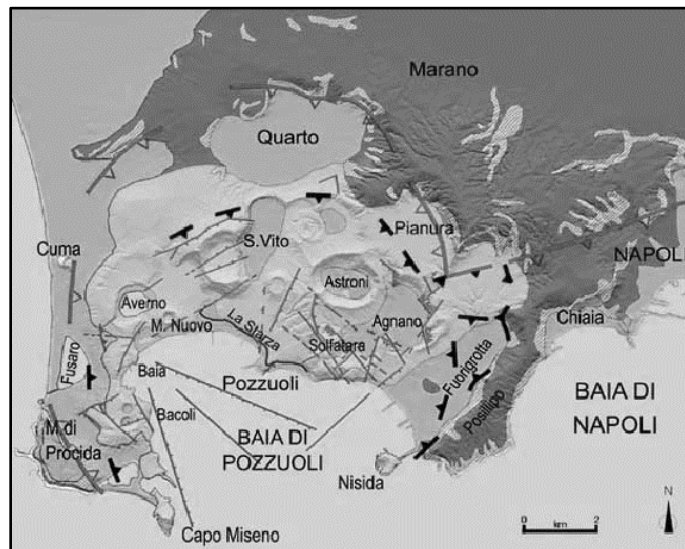 Marano
Quarto
Pianura
S.Vito
Cuma
NAPOLI
Astroni
Averno
Agnano
Chiaia
M. Nuovo
La Starza
Solfatara
Fuorigrotta
Fusaro
Baia
Pozzuoli
Posillipo
BAIA DI
NAPOLI
Bacoli
M. di
Procida
BAIA DI
POZZUOLI
Nisida
N
Capo Miseno
0 2
km